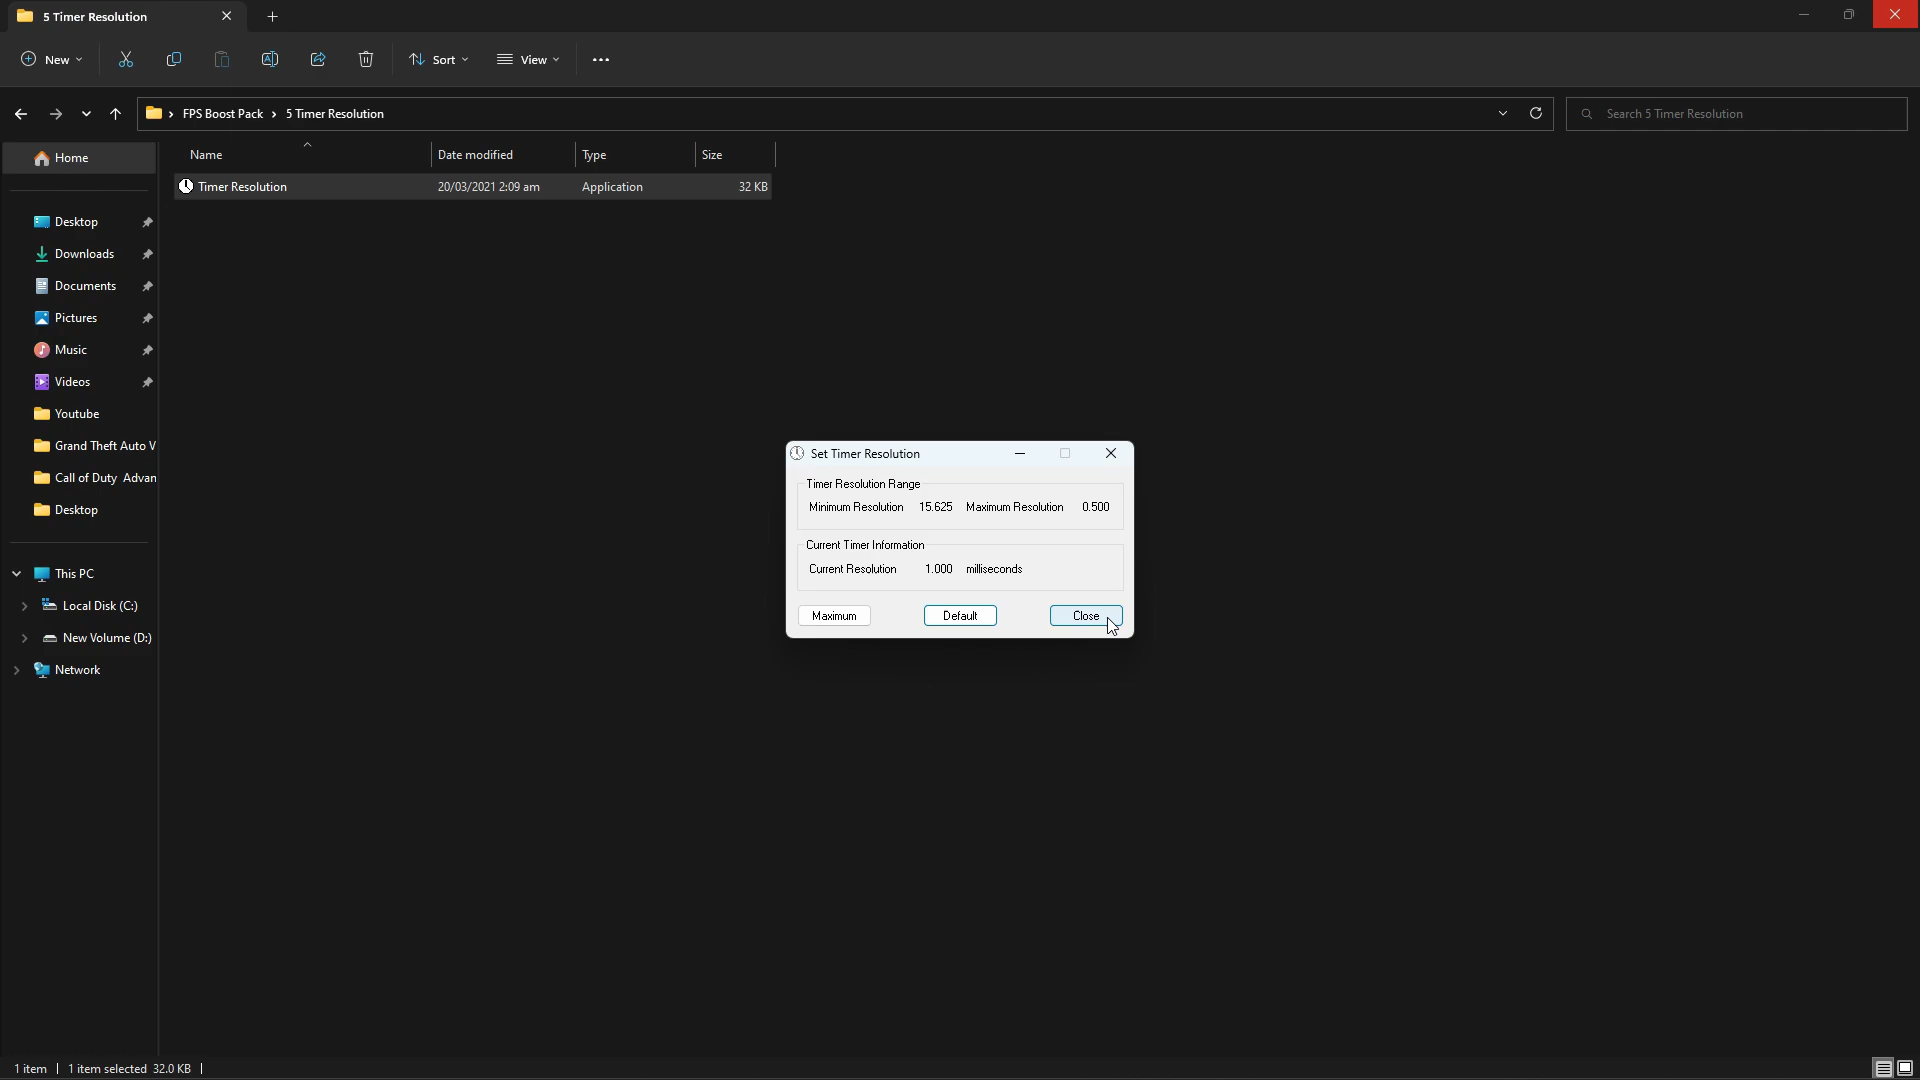 5 Timer Resolution
New
Sort
View
FPS Boost Pack
5 Timer Resolution
Search 5 Timer Resolution
Home
Name
Date modified
Type
Size
Timer Resolution
20/03/2021 2:09 am
Application
32 KB
Desktop
Downloads
Documents
Pictures
Music
Videos
Youtube
Grand Theft Auto V
Call of Duty Advan
Desktop
This PC
Local Disk (C:)
New Volume (D:)
Network
Set Timer Resolution
Timer Resolution Range
Minimum Resolution 15.625 Maximum Resolution 0.500
Current Timer Information
Current Resolution 1.000 milliseconds
Maximum
Default
Close
1 item
1 item selected 32.0 KB